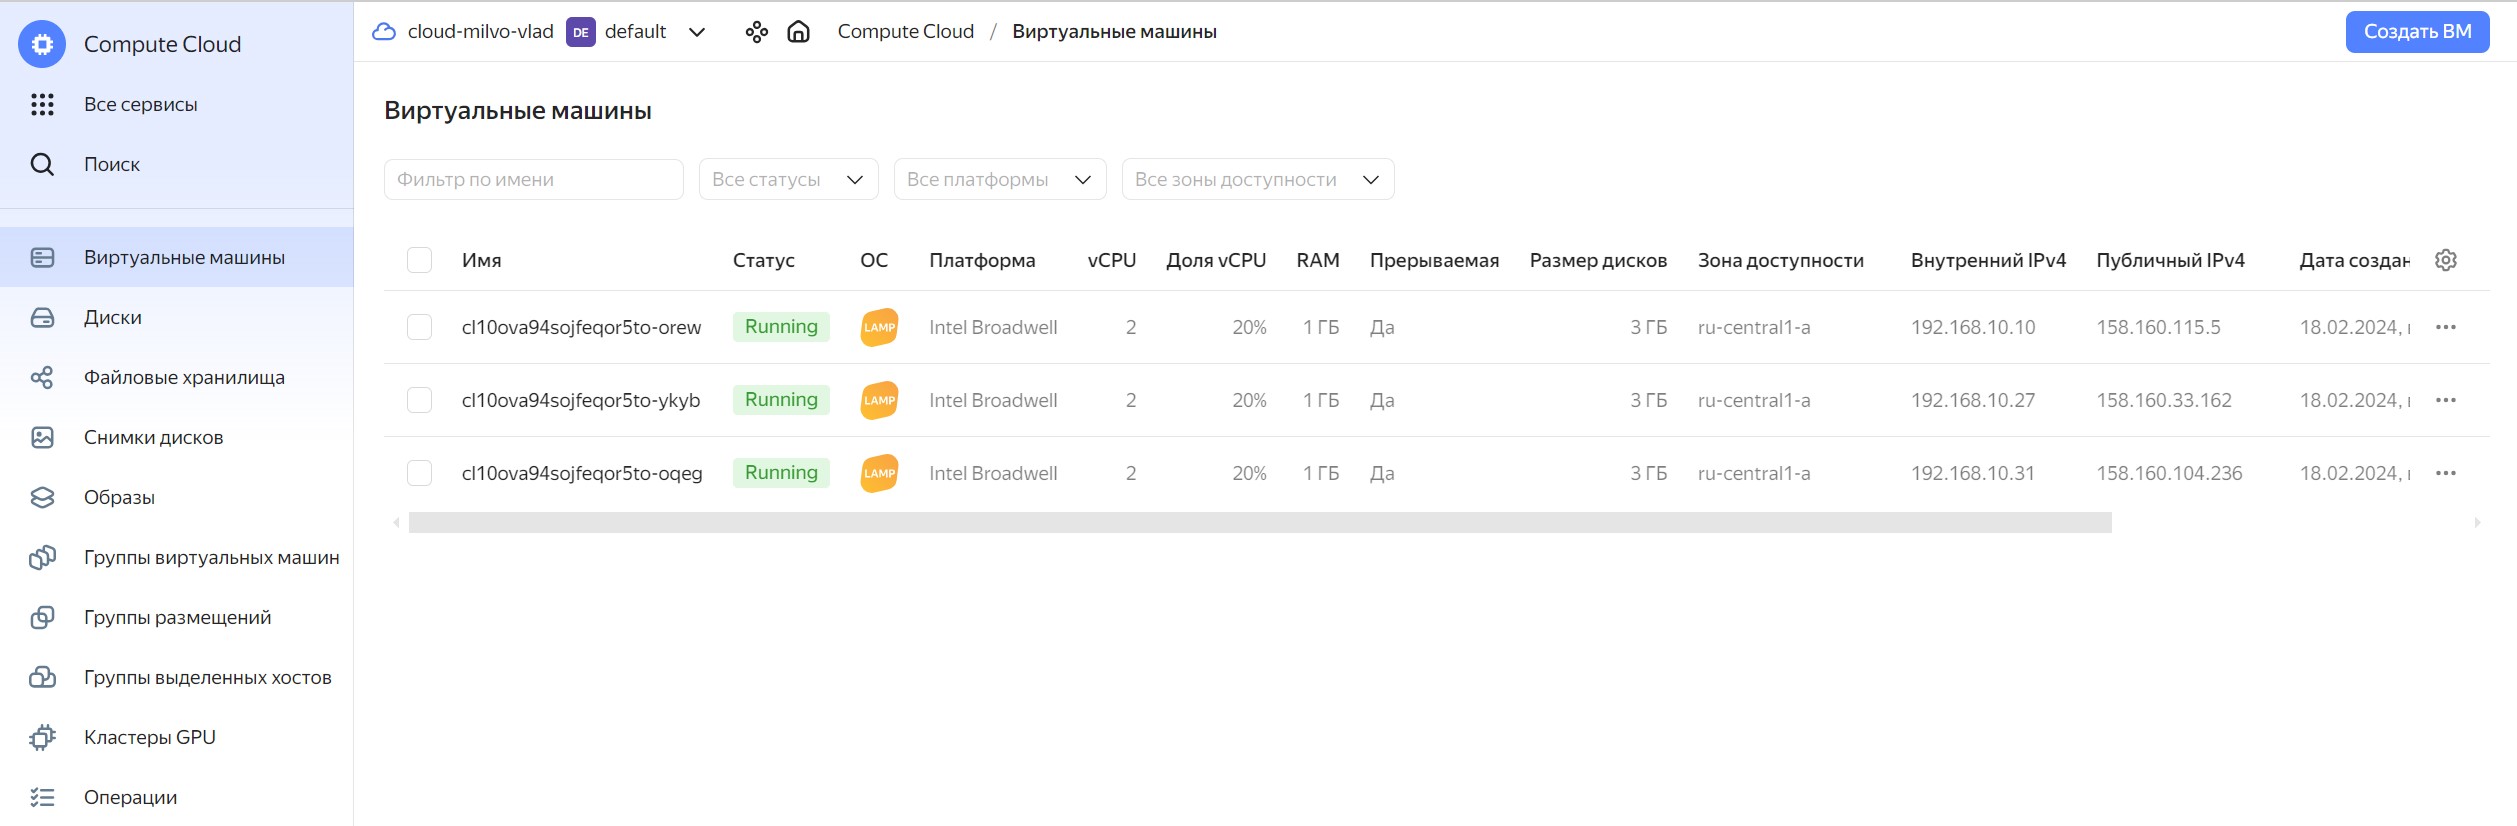 Compute Cloud
Все сервисы
Поиск
Виртуальные машины
Диски
Файловые хранилища
Снимки дисков
Образы
Группы виртуальных машин
Группы размещений
Группы выделенных хостов
Кластеры GPU
Операции
cloud-milvo-vlad DE default Compute Cloud / Виртуальные машины Создать ВМ
Виртуальные машины
Фильтр по имени Все статусы Все платформы Все зоны доступности
Имя Статус ОС Платформа vCPU Доля vCPU RAM Прерываемая Размер дисков Зона доступности Внутренний IPv4 Публичный IPv4 Дата создан
cl10ova94sojfeqor5to-orew Running LAMP Intel Broadwell 2 20% 1 ГБ Да 3 ГБ ru-central1-a 192.168.10.10 158.160.115.5 18.02.2024,
cl10ova94sojfeqor5to-ykyb Running LAMP Intel Broadwell 2 20% 1 ГБ Да 3 ГБ ru-central1-a 192.168.10.27 158.160.33.162 18.02.2024,
cl10ova94sojfeqor5to-oqeg Running LAMP Intel Broadwell 2 20% 1 ГБ Да 3 ГБ ru-central1-a 192.168.10.31 158.160.104.236 18.02.2024,